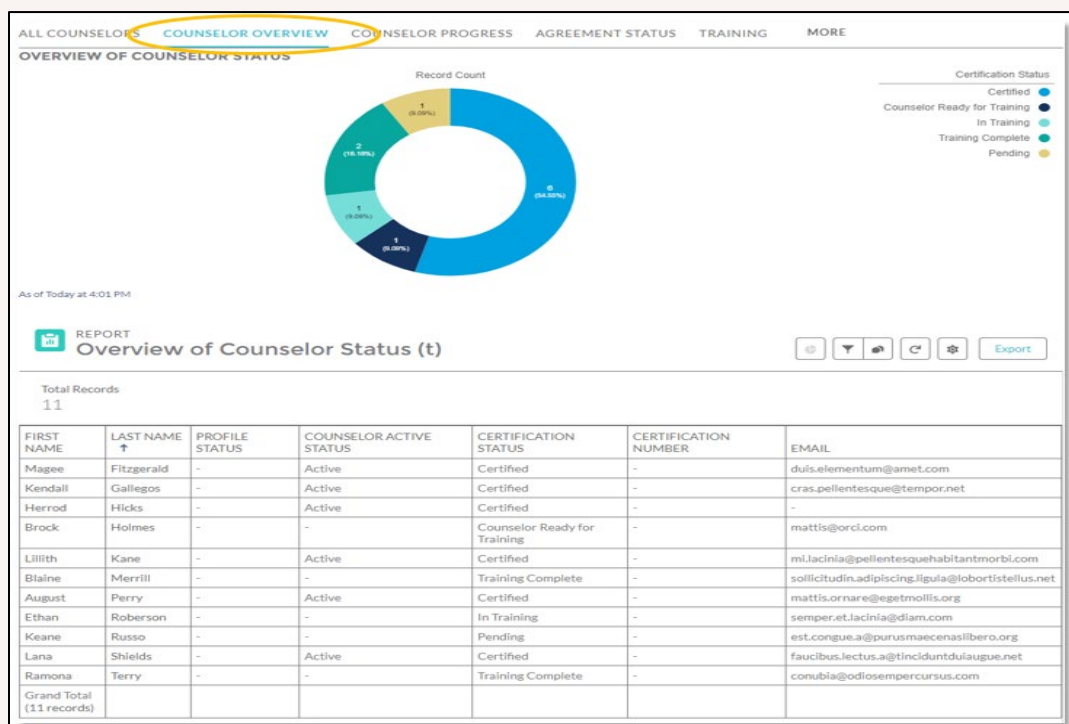 ALL COUNSELORS COUNSELOR OVERVIEW COUNSELOR PROGRESS AGREEMENT STATUS TRAINING MORE
OVERVIEW OF COUNSELOR STATUS
Record Count
Certification Status
Certified
Counselor Ready for Training
In Training
Training Complete
Pending
1
(9.09%)
2
(18.18%)
1
(9.09%)
1
(9.09%)
6
(54.55%)
As of Today at 4:01 PM
REPORT
Overview of Counselor Status (t)
Export
Total Records
11
FIRST NAME LAST NAME ↑ PROFILE STATUS COUNSELOR ACTIVE STATUS CERTIFICATION STATUS CERTIFICATION NUMBER EMAIL
Magee Fitzgerald - Active Certified - duis.elementum@amet.com
Kendall Gallegos - Active Certified - cras.pellentesque@tempor.net
Herrod Hicks - Active Certified - -
Brock Holmes - - Counselor Ready for Training - mattis@orci.com
Lillith Kane - Active Certified - mi.lacinia@pellentesquehabitantmorbi.com
Blaine Merrill - - Training Complete - sollicitudin.adipiscing.ligula@lobortistellus.net
August Perry - Active Certified - mattis.ornare@egetmollis.org
Ethan Roberson - - In Training - semper.et.lacinia@diam.com
Keane Russo - - Pending - est.congue.a@purusmaecenaslibero.org
Lana Shields - Active Certified - faucibus.lectus.a@tinciduntduiaugue.net
Ramona Terry - - Training Complete - conubia@odiosempercursus.com
Grand Total
(11 records)